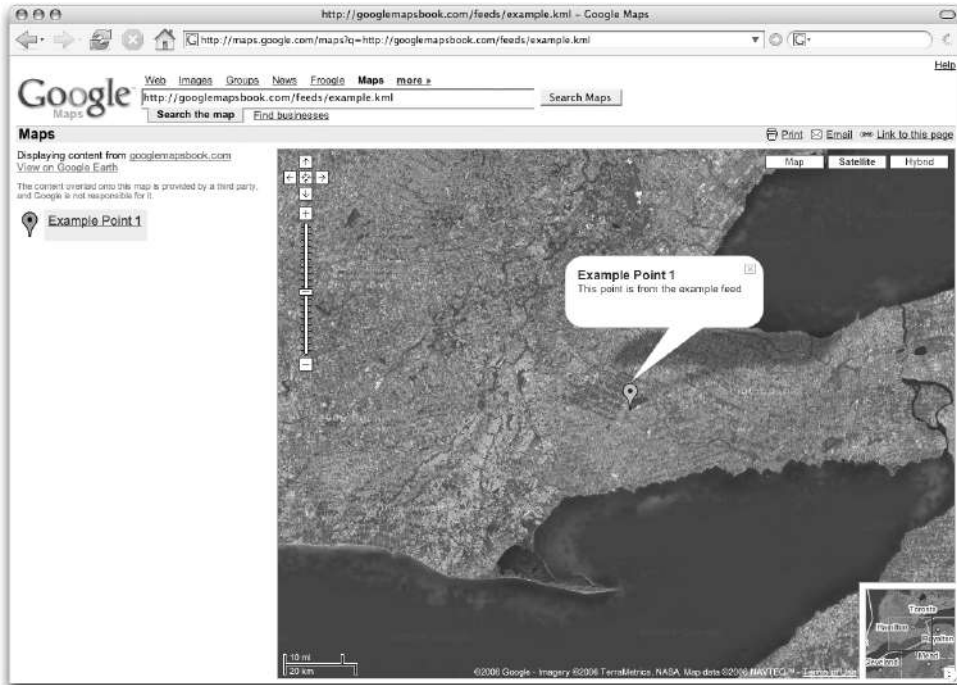 http://googlemapsbook.com/feeds/example.kml – Google Maps
http://maps.google.com/maps?q=http://googlemapsbook.com/feeds/example.kml
G
Help
Google Maps
Web Images Groups News Froogle Maps more »
http://googlemapsbook.com/feeds/example.kml
Search Maps
Search the map Find businesses
Maps
Print Email Link to this page
Displaying content from googlemapsbook.com
View on Google Earth
The content overlaid onto this map is provided by a third party,
and Google is not responsible for it.
Example Point 1
Map Satellite Hybrid
Example Point 1
This point is from the example feed
Toronto
Hamilton
Cleveland
Mead
10 mi
20 km
©2006 Google - Imagery ©2006 TerraMetrics, NASA, Map data ©2006 NAVTEQ™ - Terms of Use